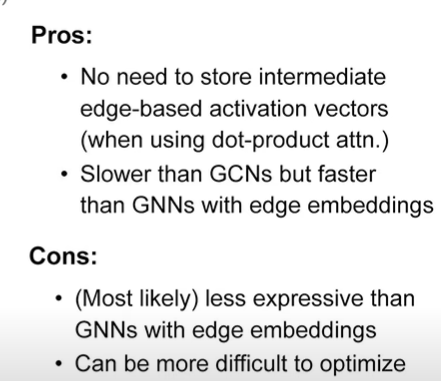 Pros:
• No need to store intermediate
edge-based activation vectors
(when using dot-product attn.)
• Slower than GCNs but faster
than GNNs with edge embeddings
Cons:
• (Most likely) less expressive than
GNNs with edge embeddings
• Can be more difficult to optimize